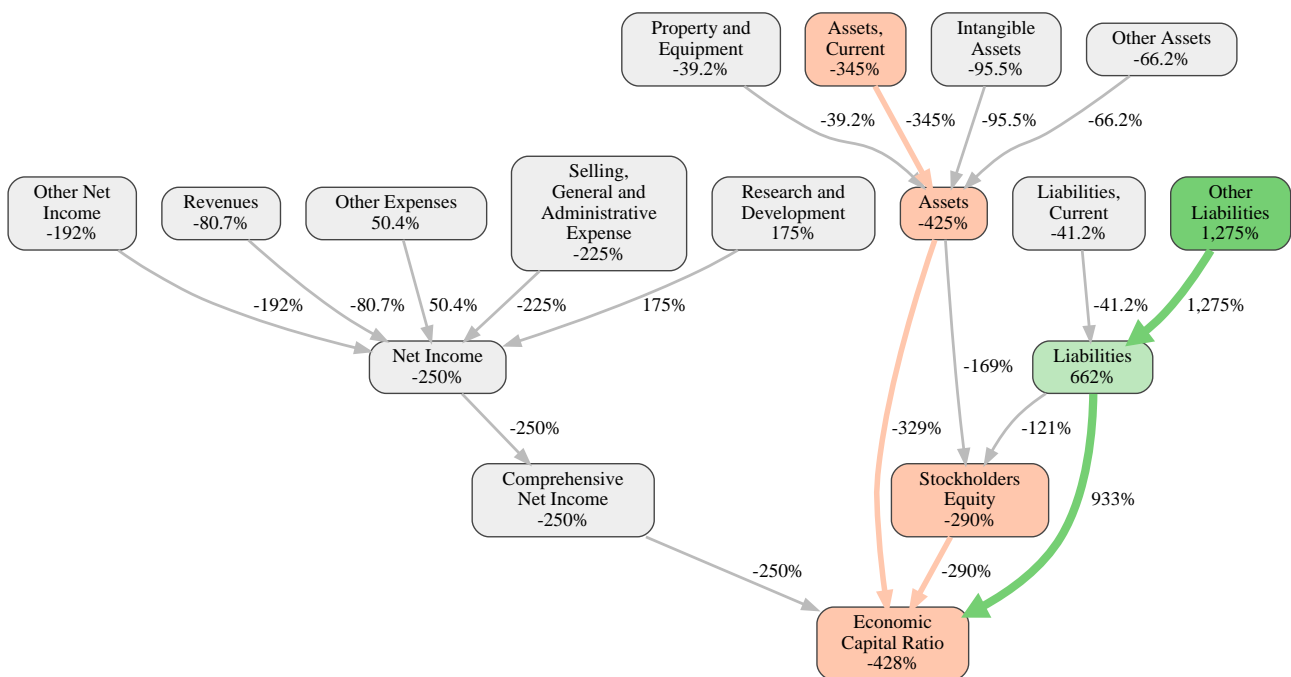 Property and
Equipment
-39.2%
Assets,
Current
-345%
Intangible
Assets
-95.5%
Other Assets
-66.2%
-39.2%
-345%
-95.5%
-66.2%
Other Net
Income
-192%
Revenues
-80.7%
Other Expenses
50.4%
Selling,
General and
Administrative
Expense
-225%
Research and
Development
175%
Assets
-425%
Liabilities,
Current
-41.2%
Other
Liabilities
1,275%
-192%
-80.7%
50.4%
-225%
175%
-41.2%
1,275%
Net Income
-250%
-169%
Liabilities
662%
-250%
-329%
-121%
Comprehensive
Net Income
-250%
Stockholders
Equity
-290%
933%
-250%
-290%
Economic
Capital Ratio
-428%